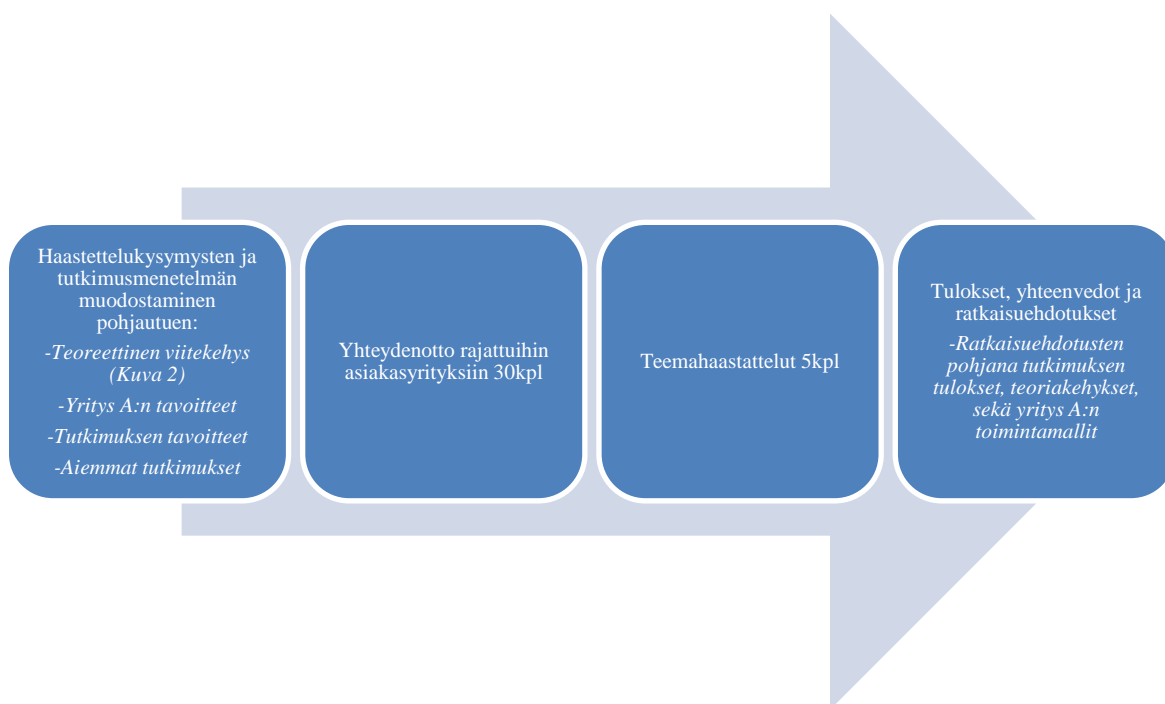 Haastettelukysymysten ja
tutkimusmenetelmän
muodostaminen
pohjautuen:
-Teoreettinen viitekehys
(Kuva 2)
-Yritys A:n tavoitteet
-Tutkimuksen tavoitteet
-Aiemmat tutkimukset
Yhteydenotto rajattuihin
asiakasyrityksiin 30kpl
Teemahaastattelut 5kpl
Tulokset, yhteenvedot ja
ratkaisuehdotukset
-Ratkaisuehdotusten
pohjana tutkimuksen
tulokset, teoriakehykset,
sekä yritys A:n
toimintamallit